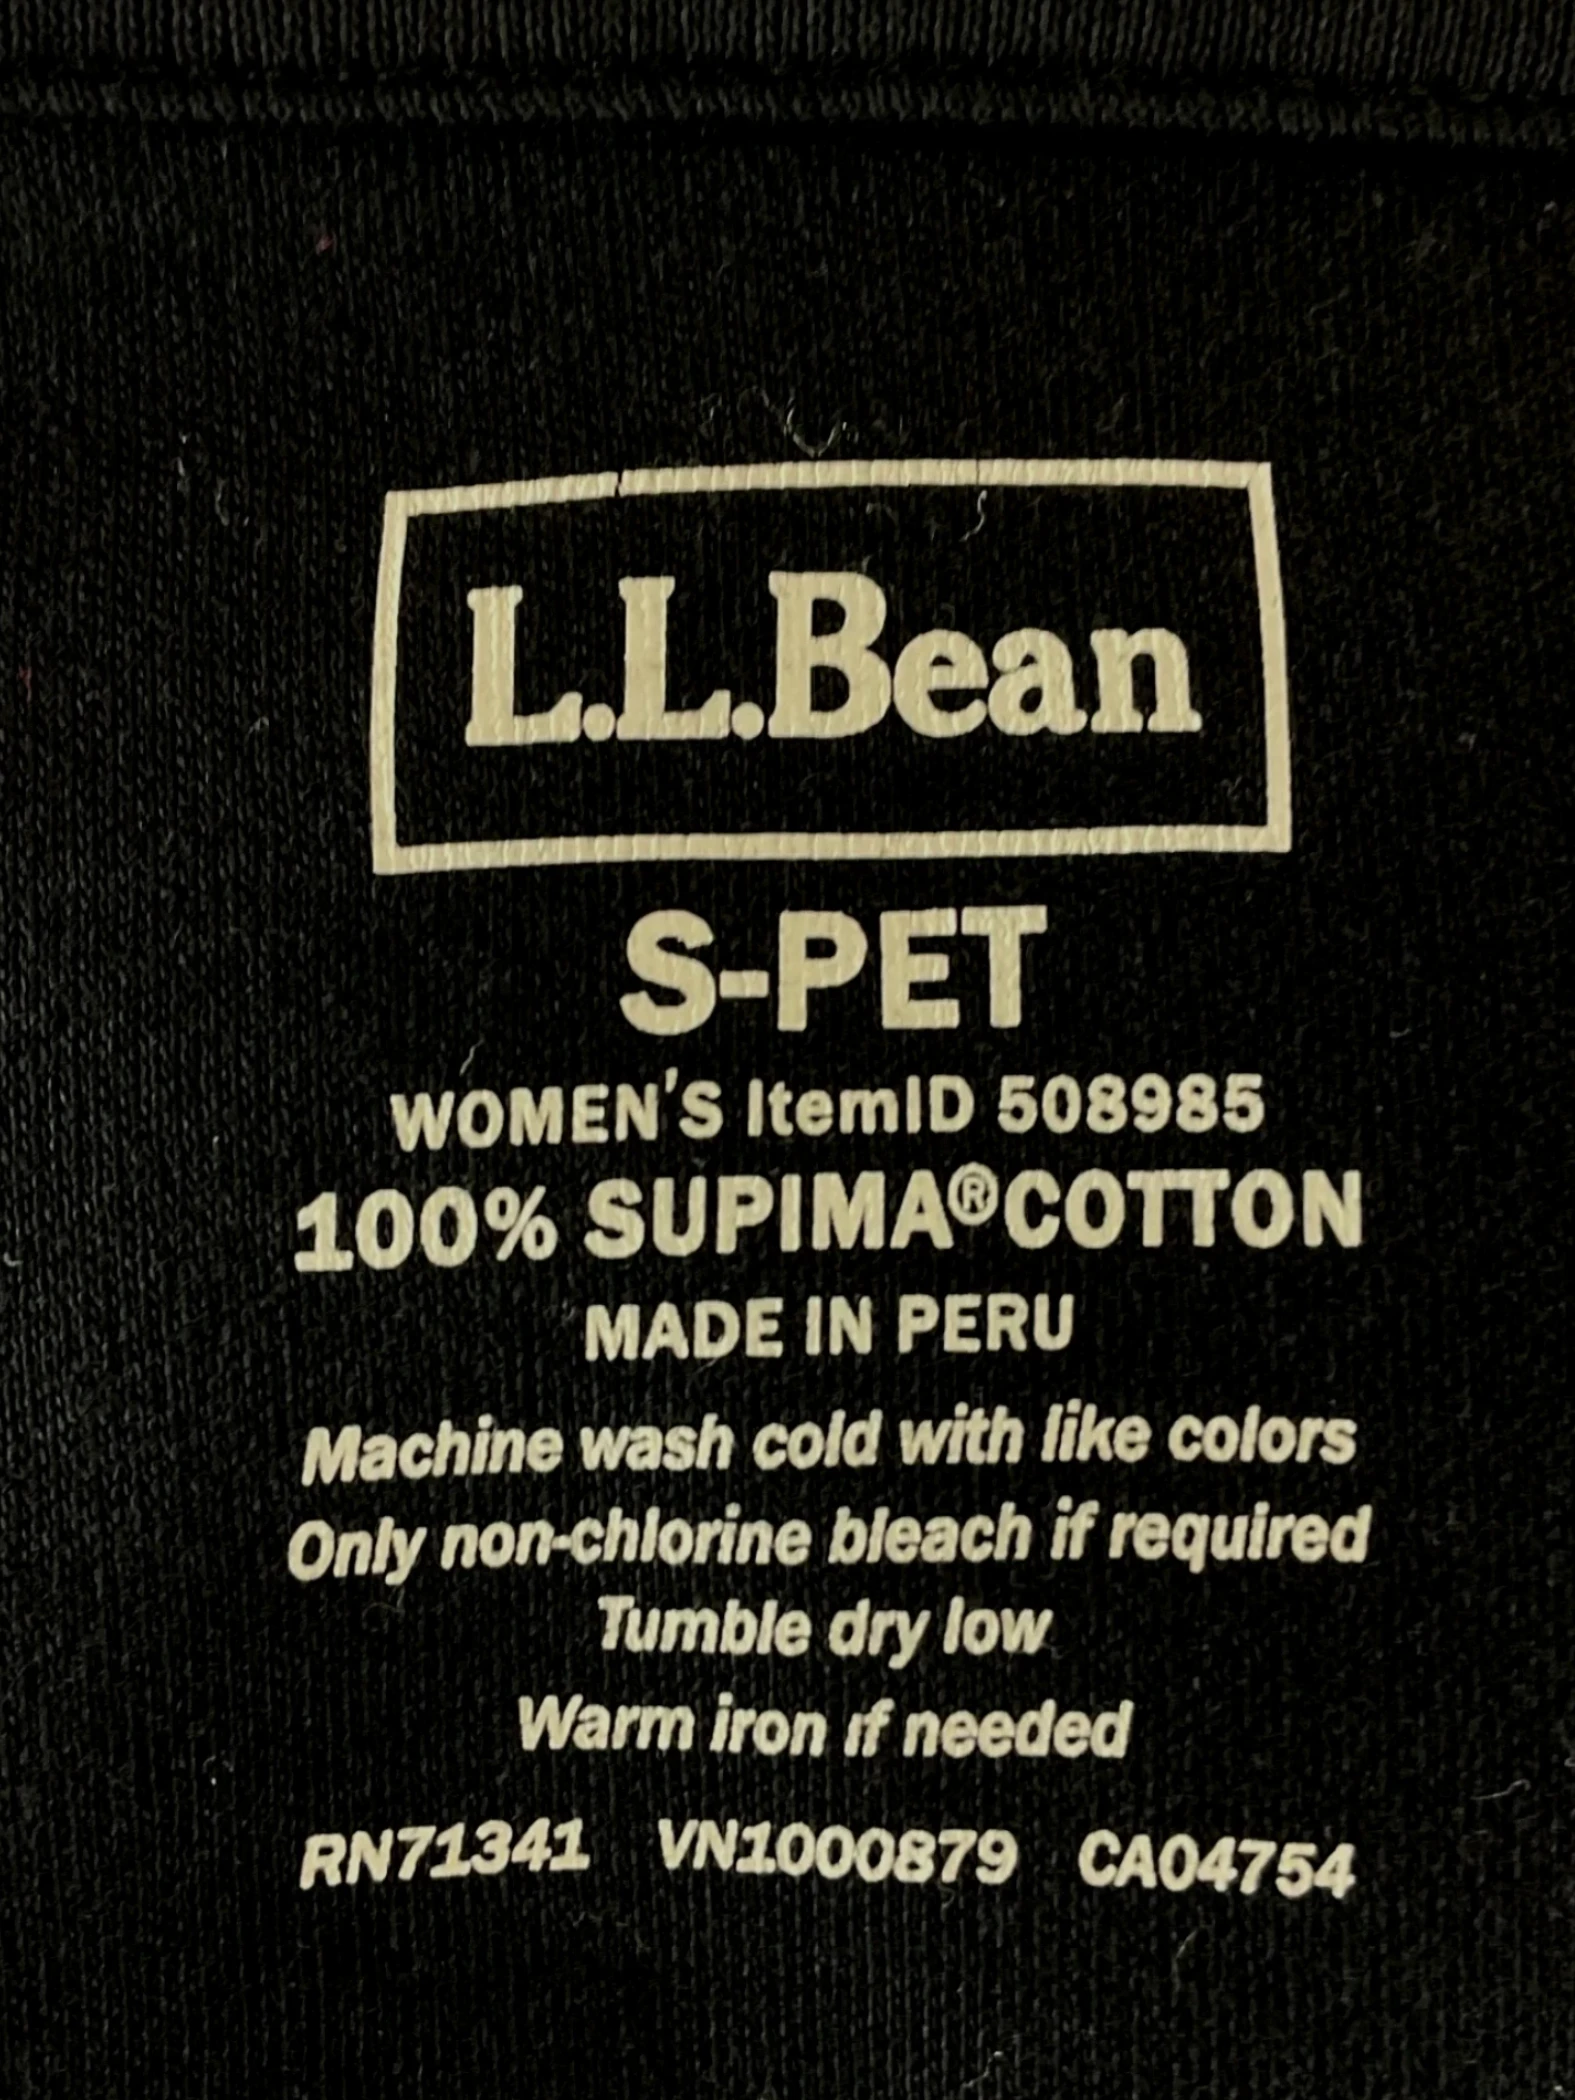 L.L.Bean
S-PET
WOMEN'S ItemID 508985
100% SUPIMA®COTTON
MADE IN PERU
Machine wash cold with like colors
Only non-chlorine bleach if required
Tumble dry low
Warm iron if needed
RN71341 VN1000879 CA04754